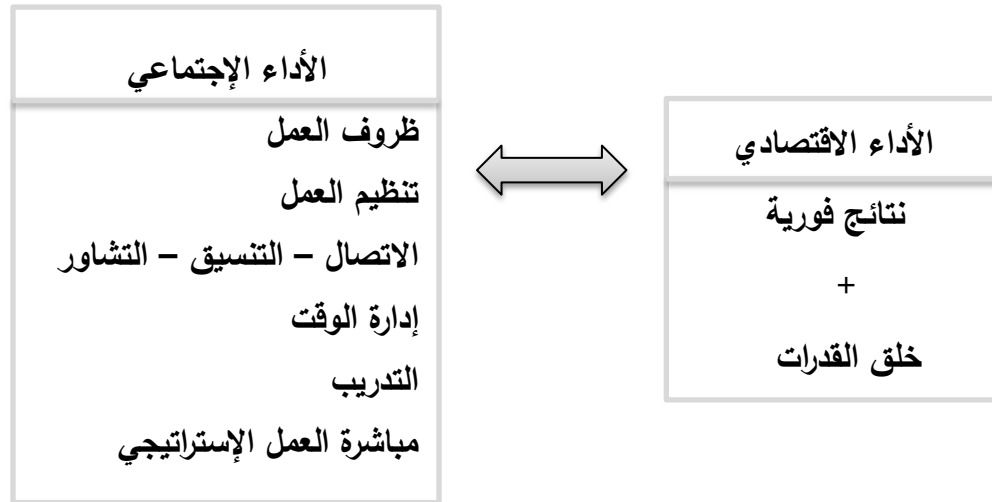 الأداء الاقتصادي
نتائج فورية
+
خلق القدرات
الأداء الإجتماعي
ظروف العمل
تنظيم العمل
الاتصال – التنسيق – التشاور
إدارة الوقت
التدريب
مباشرة العمل الإستراتيجي